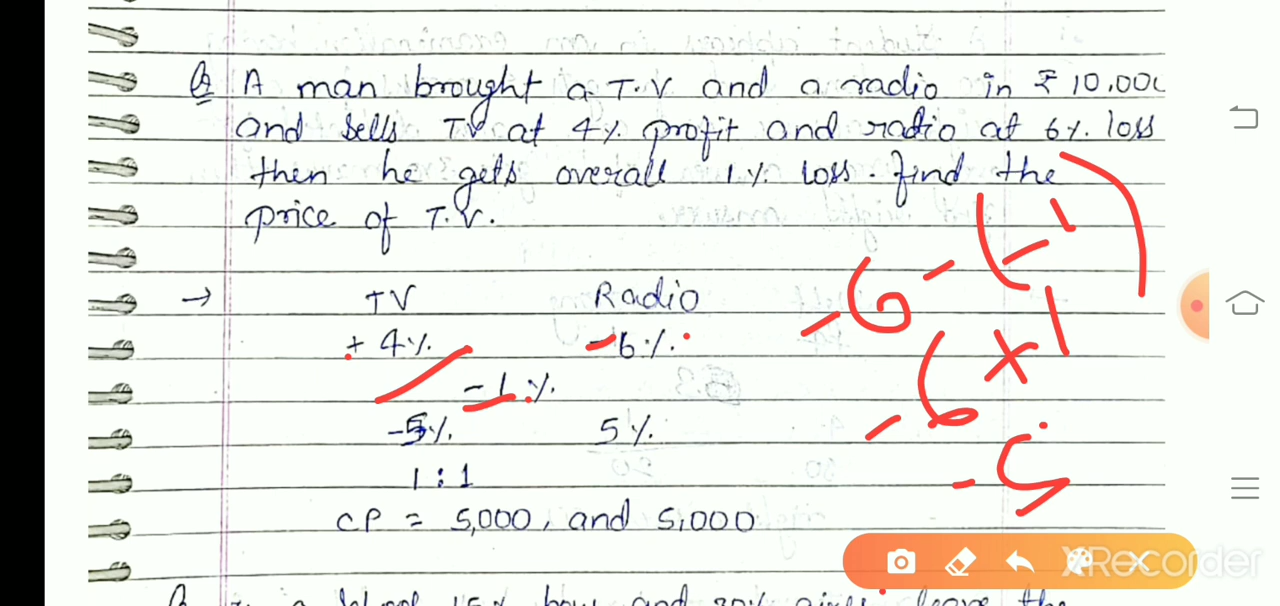 Q A man brought a T.V and a radio in ₹ 10,000
and sells TV at 4% profit and radio at 6% loss
then he gets overall 1% loss. find the
price of T.V.
→ TV Radio
+ 4% -6%
-1%
-5% 5%
1 : 1
CP = 5,000, and 5,000
-6 - (-1)
-6 + 1
-5
XRecorder